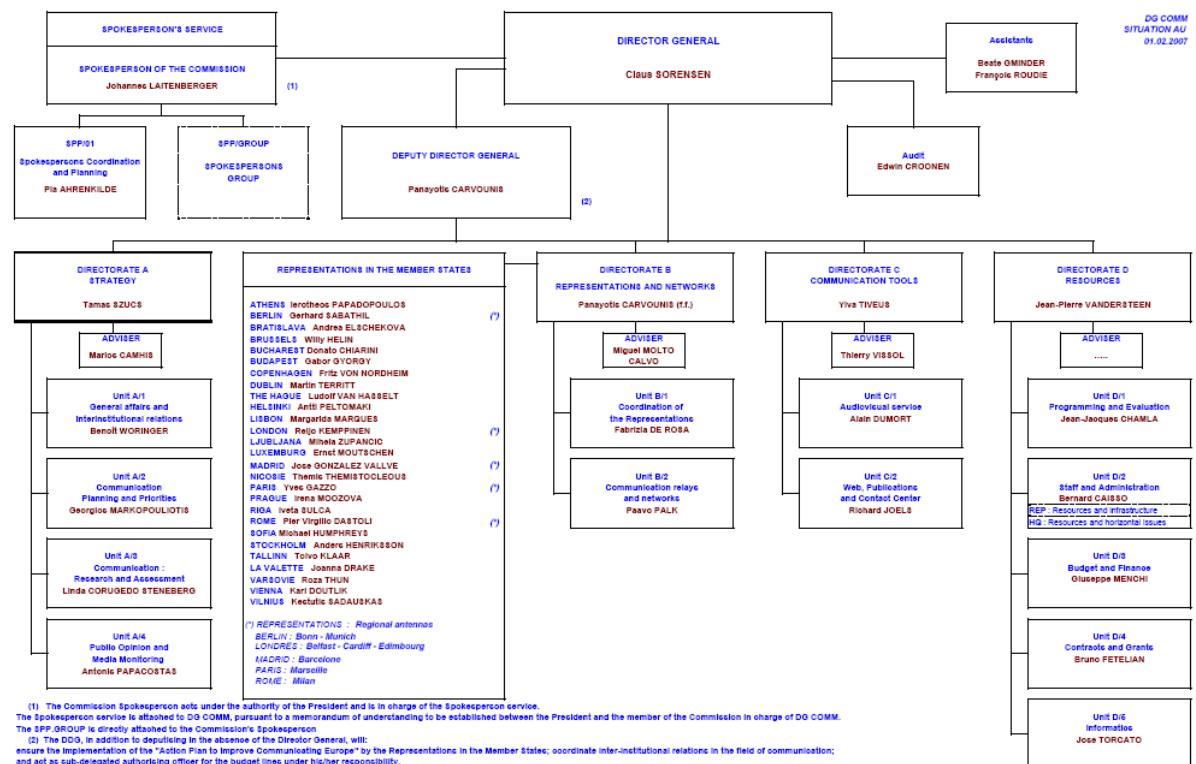 DG COMM
SITUATION AU
01.02.2007
SPOKESPERSON'S SERVICE
SPOKESPERSON OF THE COMMISSION
Johannes LAITENBERGER
(1)
DIRECTOR GENERAL
Claus SORENSEN
Assistants
Beate GMINDER
François ROUDIE
SPP/01
Spokespersons Coordination
and Planning
Pia AHRENKILDE
SPP/GROUP
SPOKESPERSONS
GROUP
DEPUTY DIRECTOR GENERAL
Panayotis CARVOUNIS
(2)
Audit
Edwin CROONEN
DIRECTORATE A
STRATEGY
Tamas SZUCS
ADVISER
Marios CAMHIS
Unit A/1
General affairs and
Interinstitutional relations
Benoît WORINGER
Unit A/2
Communication
Planning and Priorities
Georgios MARKOPOULIOTIS
Unit A/3
Communication :
Research and Assessment
Linda CORUGEDO STENEBERG
Unit A/4
Public Opinion and
Media Monitoring
Antonis PAPACOSTAS
REPRESENTATIONS IN THE MEMBER STATES
ATHENS Ierotheos PAPADOPOULOS
BERLIN Gerhard SABATHIL (*)
BRATISLAVA Andrea ELSCHEKOVA
BRUSSELS Willy HELIN
BUCHAREST Donato CHIARINI
BUDAPEST Gabor GYORGY
COPENHAGEN Fritz VON NORDHEIM
DUBLIN Martin TERRITT
THE HAGUE Ludolf VAN HASSELT
HELSINKI Antti PELTOMAKI
LISBON Margarida MARQUES
LONDON Reijo KEMPPINEN (*)
LJUBLJANA Mihela ZUPANCIC
LUXEMBURG Ernst MOUTSCHEN
MADRID Jose GONZALEZ VALLVE (*)
NICOSIE Themis THEMISTOCLEOUS
PARIS Yves GAZZO (*)
PRAGUE Irena MOOZOVA
RIGA Iveta SULCA
ROME Pier Virgilio DASTOLI (*)
SOFIA Michael HUMPHREYS
STOCKHOLM Anders HENRIKSSON
TALLINN Toivo KLAAR
LA VALETTE Joanna DRAKE
VARSOVIE Roza THUN
VIENNA Karl DOUTLIK
VILNIUS Kestutis SADAUSKAS
(*) REPRESENTATIONS : Regional antennas
BERLIN : Bonn - Munich
LONDRES : Belfast - Cardiff - Edimbourg
MADRID : Barcelone
PARIS : Marseille
ROME : Milan
DIRECTORATE B
REPRESENTATIONS AND NETWORKS
Panayotis CARVOUNIS (f.f.)
ADVISER
Miguel MOLTO
CALVO
Unit B/1
Coordination of
the Representations
Fabrizia DE ROSA
Unit B/2
Communication relays
and networks
Paavo PALK
DIRECTORATE C
COMMUNICATION TOOLS
Ylva TIVEUS
ADVISER
Thierry VISSOL
Unit C/1
Audiovisual service
Alain DUMORT
Unit C/2
Web, Publications
and Contact Center
Richard JOELS
DIRECTORATE D
RESOURCES
Jean-Pierre VANDERSTEEN
ADVISER
.....
Unit D/1
Programming and Evaluation
Jean-Jacques CHAMLA
Unit D/2
Staff and Administration
Bernard CAISSO
REP : Resources and infrastructure
HQ : Resources and horizontal issues
Unit D/3
Budget and Finance
Giuseppe MENCHI
Unit D/4
Contracts and Grants
Bruno FETELIAN
Unit D/5
Informatics
Jose TORCATO
(1) The Commission Spokesperson acts under the authority of the President and is in charge of the Spokesperson service.
The Spokesperson service is attached to DG COMM, pursuant to a memorandum of understanding to be established between the President and the member of the Commission in charge of DG COMM.
The SPP.GROUP is directly attached to the Commission's Spokesperson
(2) The DDG, in addition to deputising in the absence of the Director General, will:
ensure the implementation of the "Action Plan to Improve Communicating Europe" by the Representations in the Member States; coordinate inter-institutional relations in the field of communication;
and act as sub-delegated authorising officer for the budget lines under his/her responsibility.